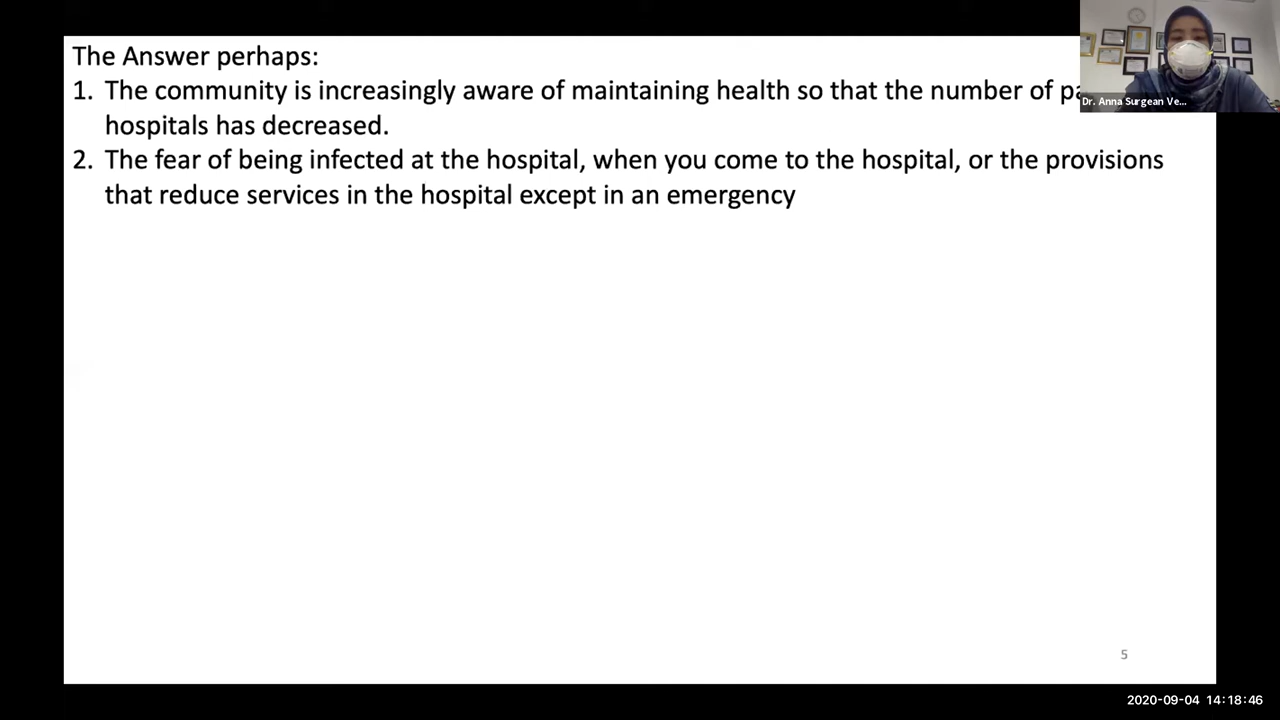 The Answer perhaps:
1. The community is increasingly aware of maintaining health so that the number of
hospitals has decreased.
2. The fear of being infected at the hospital, when you come to the hospital, or the provisions
that reduce services in the hospital except in an emergency
Dr. Anna Surgean Ve...
5
2020-09-04 14:18:46